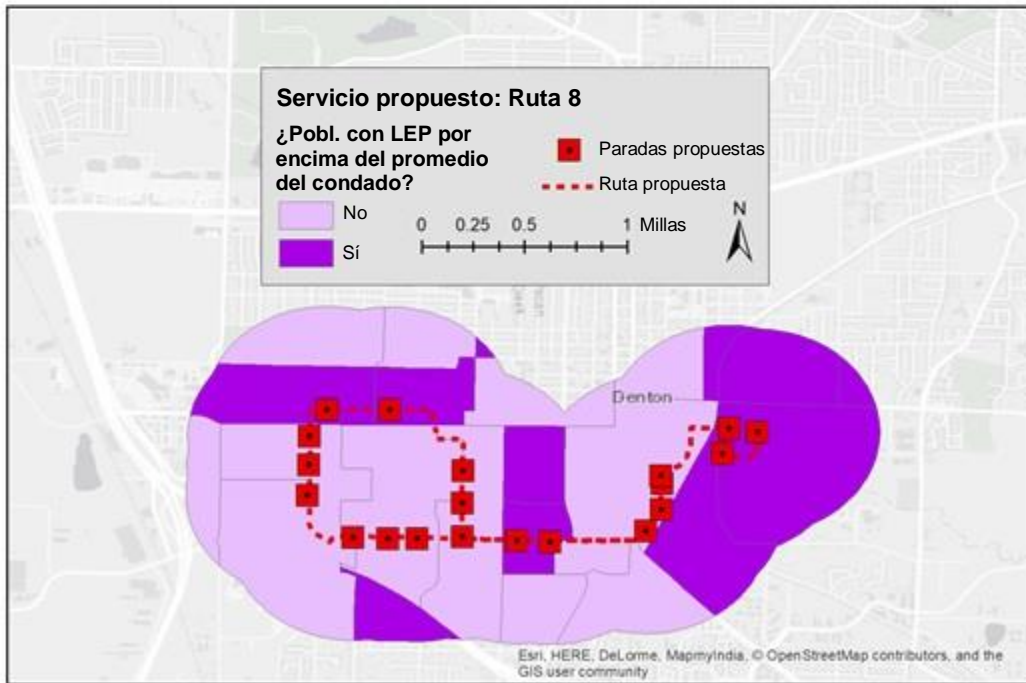 Servicio propuesto: Ruta 8
¿Pobl. con LEP por
encima del promedio
del condado?
No
Sí
Paradas propuestas
Ruta propuesta
0 0.25 0.5 1 Millas
N
Denton
Esri, HERE, DeLorme, MapmyIndia, © OpenStreetMap contributors, and the
GIS user community